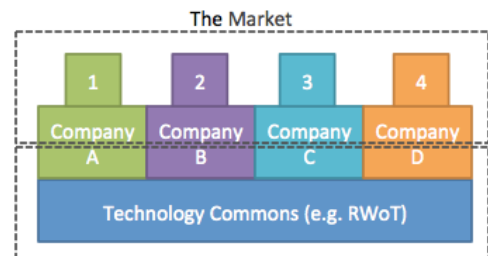 The Market
1 2 3 4
Company Company Company Company
A B C D
Technology Commons (e.g. RWoT)